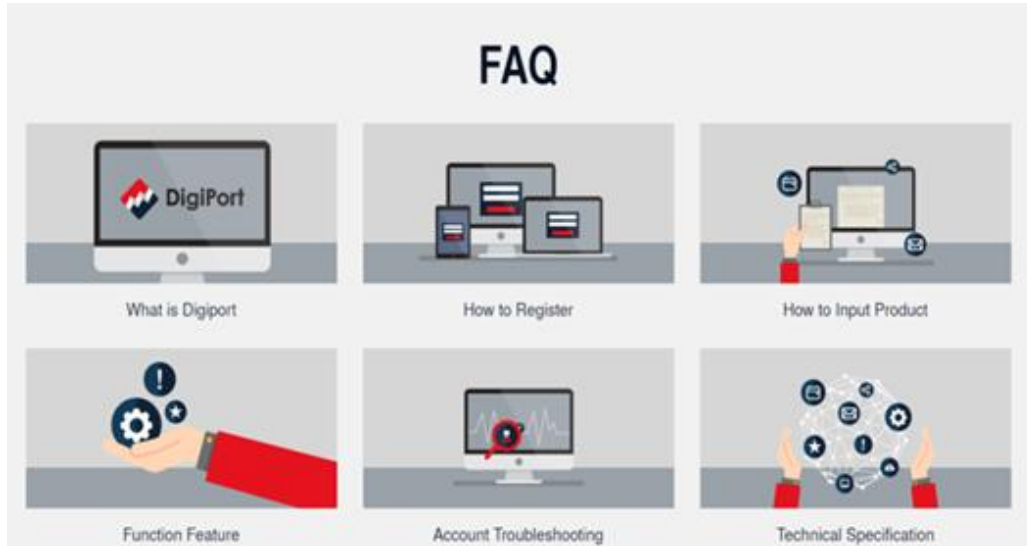 FAQ
DigiPort
What is Digiport
How to Register
How to Input Product
Function Feature
Account Troubleshooting
Technical Specification